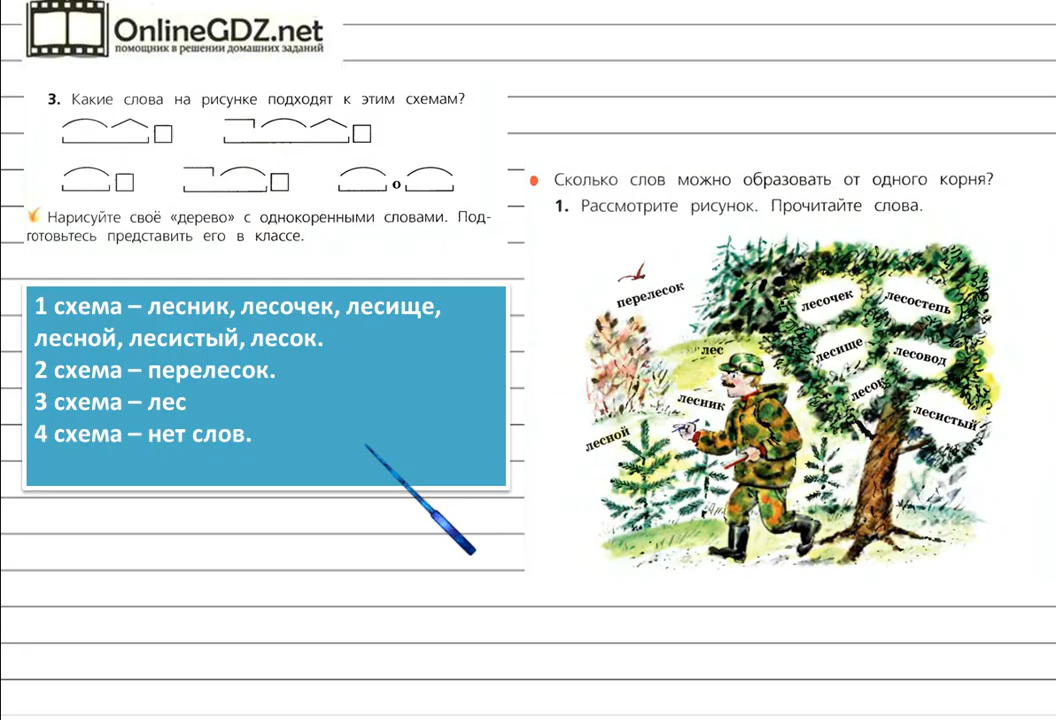 OnlineGDZ.net
помощник в решении домашних заданий
3. Какие слова на рисунке подходят к этим схемам?
о
Нарисуйте своё «дерево» с однокоренными словами. Под-
готовьтесь представить его в классе.
1 схема – лесник, лесочек, лесище,
лесной, лесистый, лесок.
2 схема – перелесок.
3 схема – лес
4 схема – нет слов.
Сколько слов можно образовать от одного корня?
1. Рассмотрите рисунок. Прочитайте слова.
перелесок
лесочек
лесостепь
лес
лесище
лесовод
лесок
лесник
лесистый
лесной